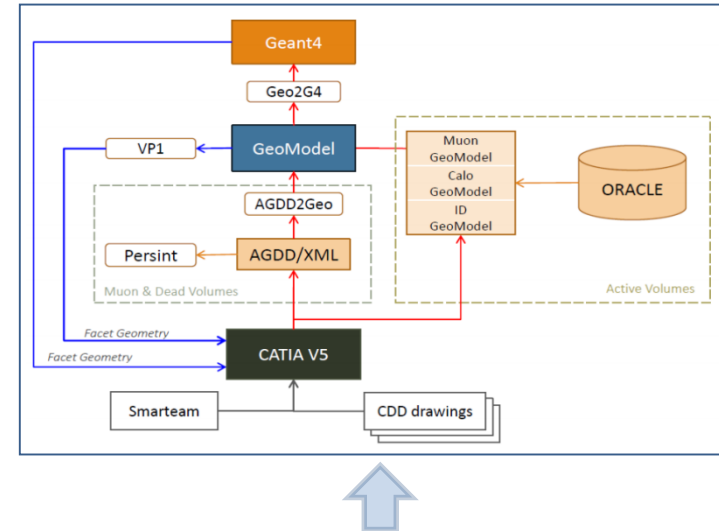 Geant4
Geo2G4
VP1
GeoModel
Muon
GeoModel
Calo
GeoModel
ID
GeoModel
ORACLE
AGDD2Geo
Persint
AGDD/XML
Muon & Dead Volumes
Active Volumes
Facet Geometry
Facet Geometry
CATIA V5
Smarteam
CDD drawings